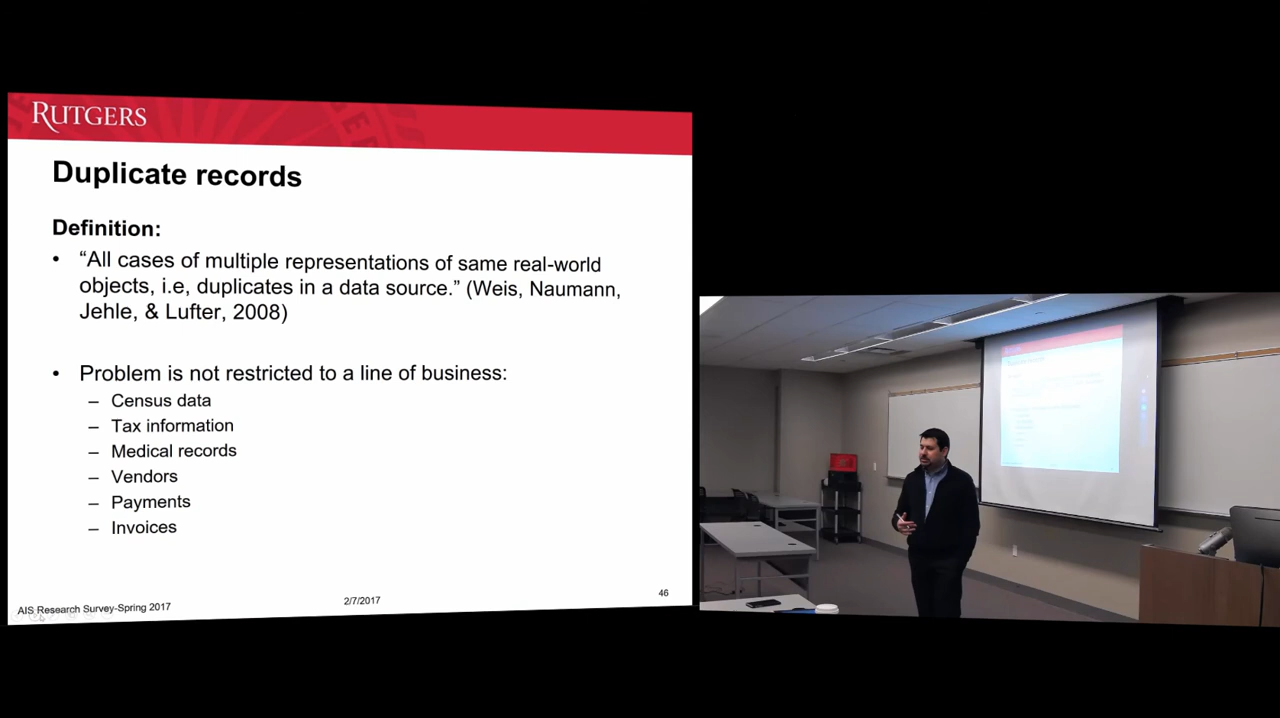 RUTGERS
Duplicate records
Definition:
• “All cases of multiple representations of same real-world
objects, i.e, duplicates in a data source.” (Weis, Naumann,
Jehle, & Lufter, 2008)
• Problem is not restricted to a line of business:
– Census data
– Tax information
– Medical records
– Vendors
– Payments
– Invoices
AIS Research Survey-Spring 2017
2/7/2017
46